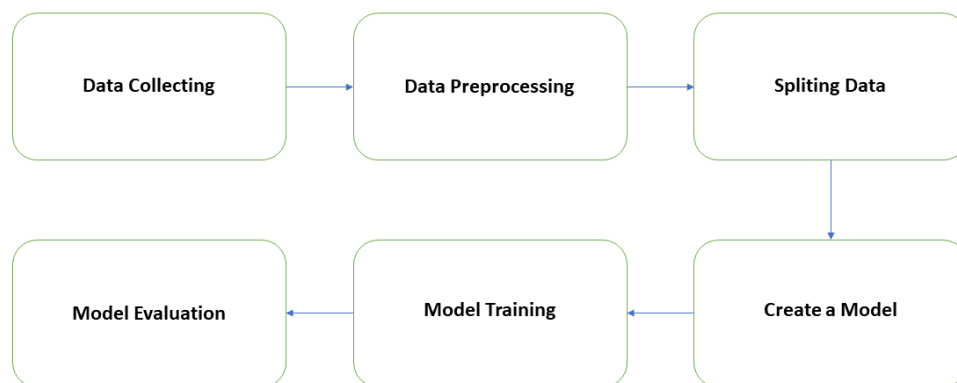 Data Collecting
Data Preprocessing
Spliting Data
Model Evaluation
Model Training
Create a Model